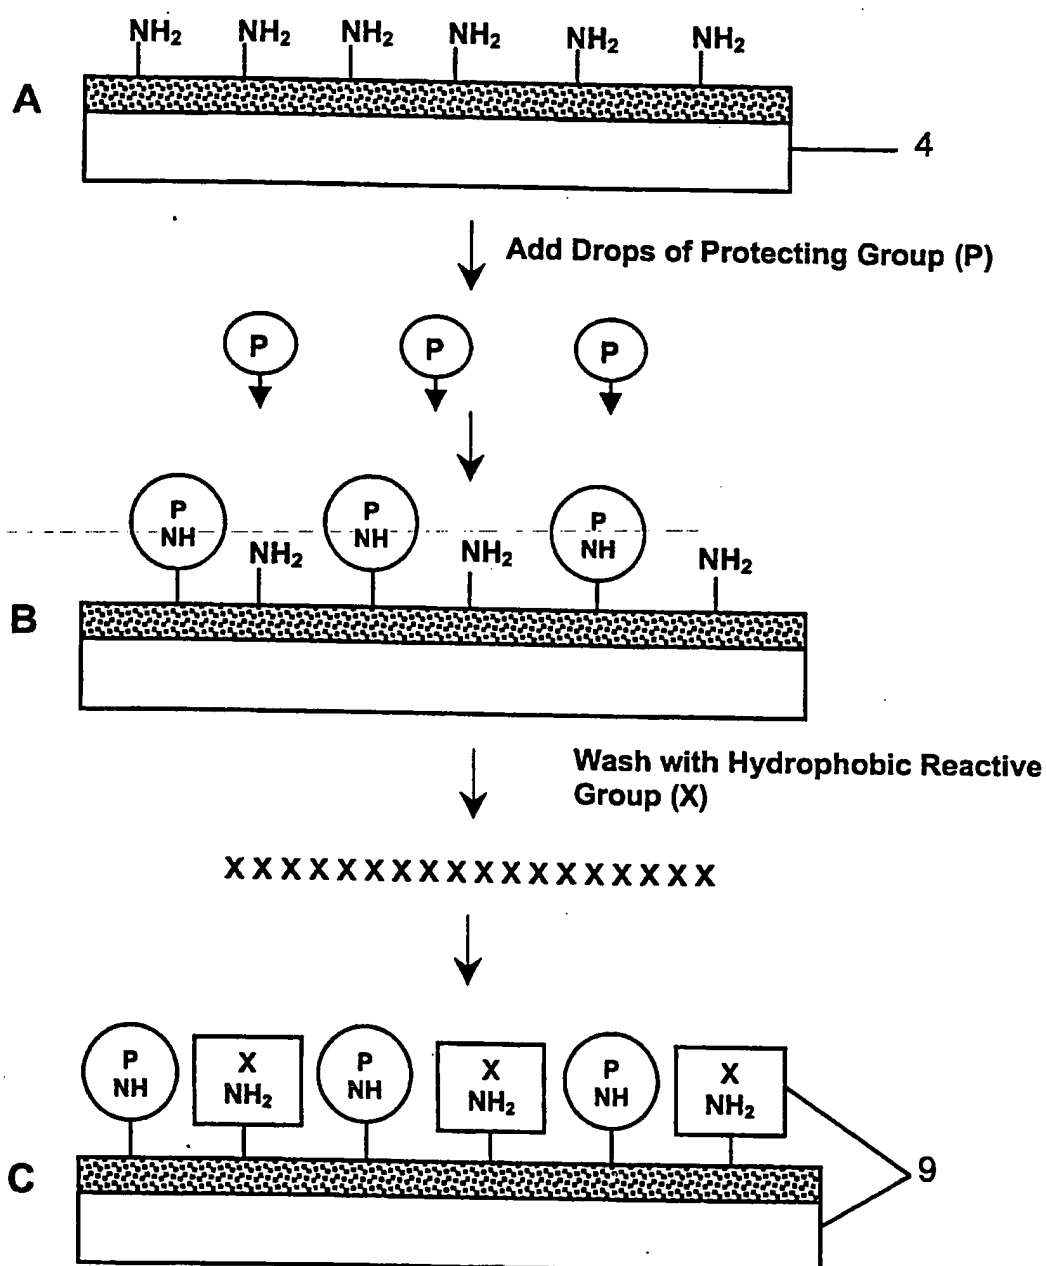 NH₂ NH₂ NH₂ NH₂ NH₂ NH₂
A
4
Add Drops of Protecting Group (P)
P P P
P P P
NH NH₂ NH NH₂ NH NH₂
B
Wash with Hydrophobic Reactive
Group (X)
X X X X X X X X X X X X X X X X X X
P X P X P X
NH NH₂ NH NH₂ NH NH₂
C
9